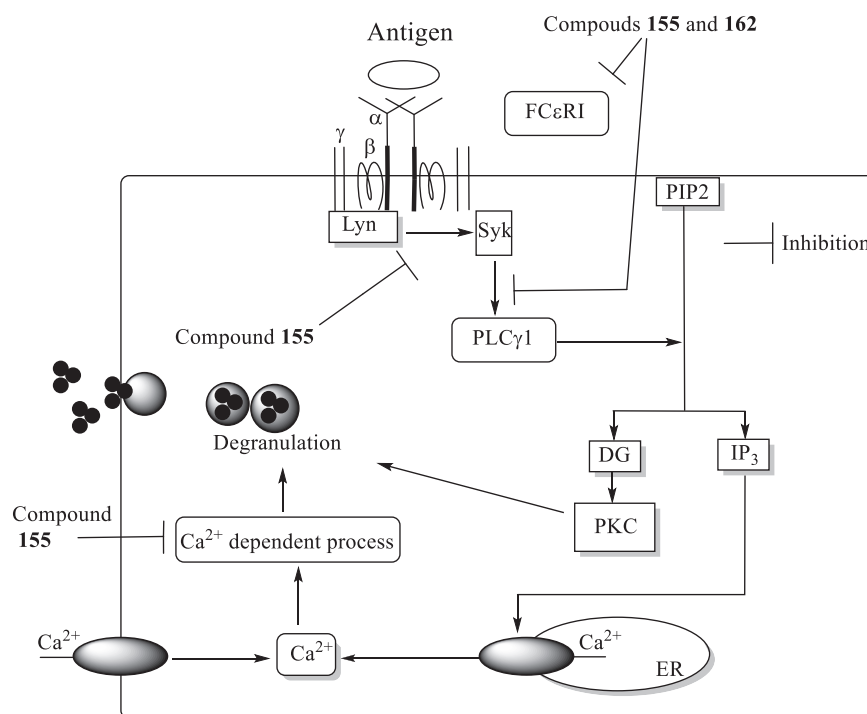 Compouds 155 and 162
Antigen
FCεRI
α
γ
β
PIP2
Lyn
Syk
Inhibition
Compound 155
PLCγ1
Degranulation
DG
IP₃
Compound
155
PKC
Ca²⁺ dependent process
Ca²⁺
Ca²⁺
Ca²⁺
ER